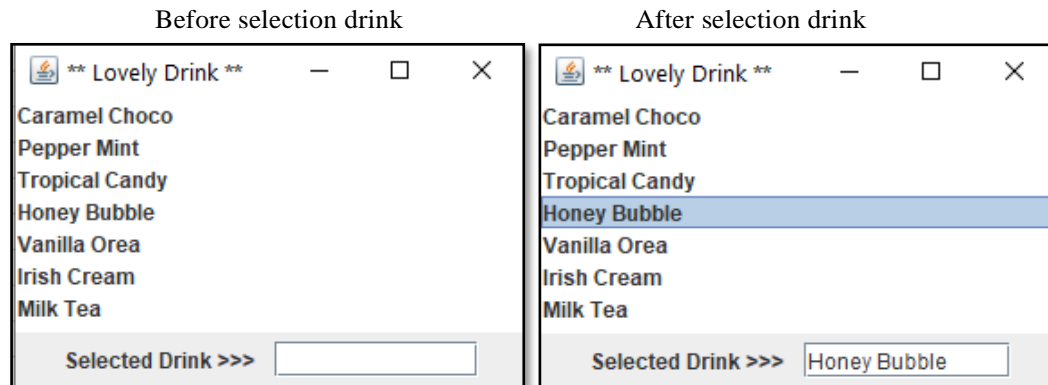 Before selection drink
** Lovely Drink **
Caramel Choco
Pepper Mint
Tropical Candy
Honey Bubble
Vanilla Orea
Irish Cream
Milk Tea
Selected Drink >>>
After selection drink
** Lovely Drink **
Caramel Choco
Pepper Mint
Tropical Candy
Honey Bubble
Vanilla Orea
Irish Cream
Milk Tea
Selected Drink >>> Honey Bubble